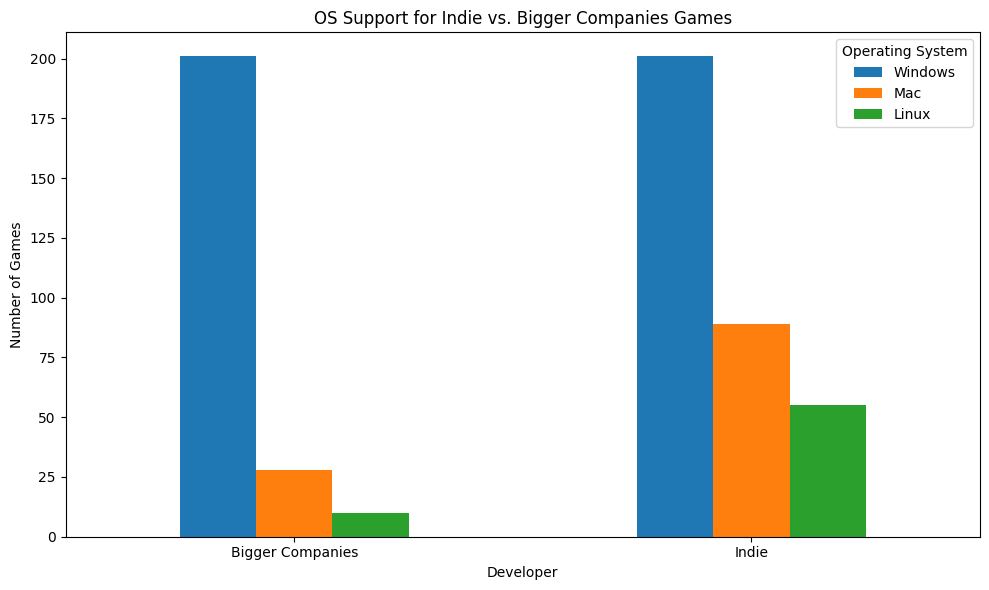 OS Support for Indie vs. Bigger Companies Games
Operating System
Windows
Mac
Linux
Number of Games
200
175
150
125
100
75
50
25
0
Bigger Companies
Indie
Developer